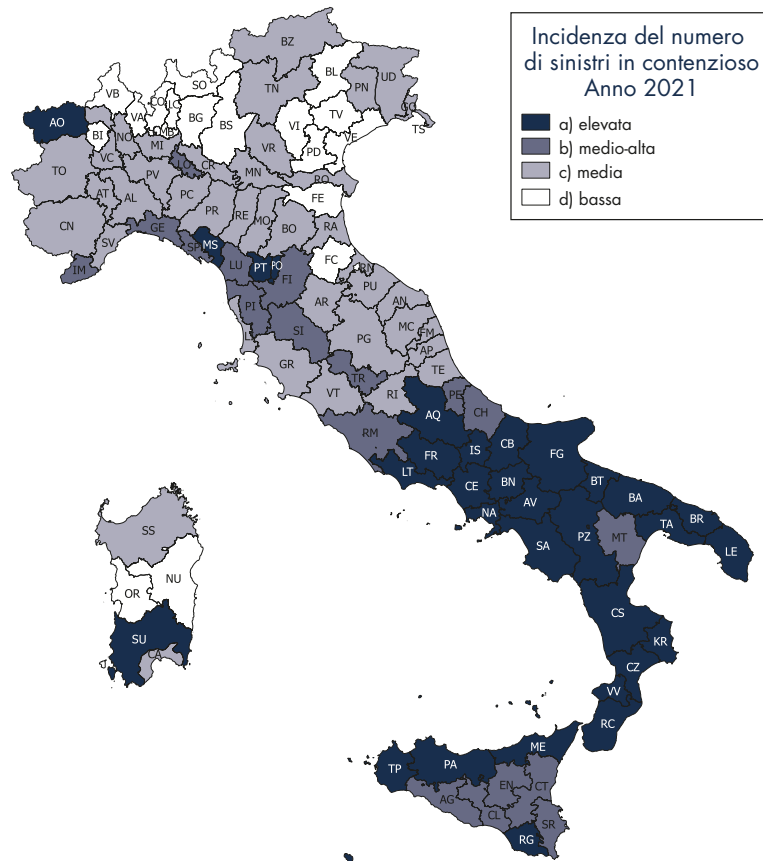 Incidenza del numero
di sinistri in contenzioso
Anno 2021
a) elevata
b) medio-alta
c) media
d) bassa
BZ
SO
BL
VB
TN
PN
UD
CO
LC
GO
AO
VA
BG
TV
TS
BI
NO
MB
BS
VI
VE
MI
VR
PD
TO
VC
LO
CR
MN
RO
PV
AT
AL
PC
FE
PR
RE
MO
BO
RA
CN
GE
SV
SP
MS
FC
IM
LU
PT
PO
RN
FI
PU
PI
AR
AN
SI
MC
FM
PG
AP
GR
TE
TR
VT
RI
PE
AQ
CH
RM
CB
IS
FG
FR
LT
BN
BT
CE
BA
AV
NA
TA
BR
SS
MT
PZ
SA
LE
NU
OR
CS
SU
KR
CA
CZ
VV
RC
ME
PA
TP
EN
CT
AG
CL
SR
RG